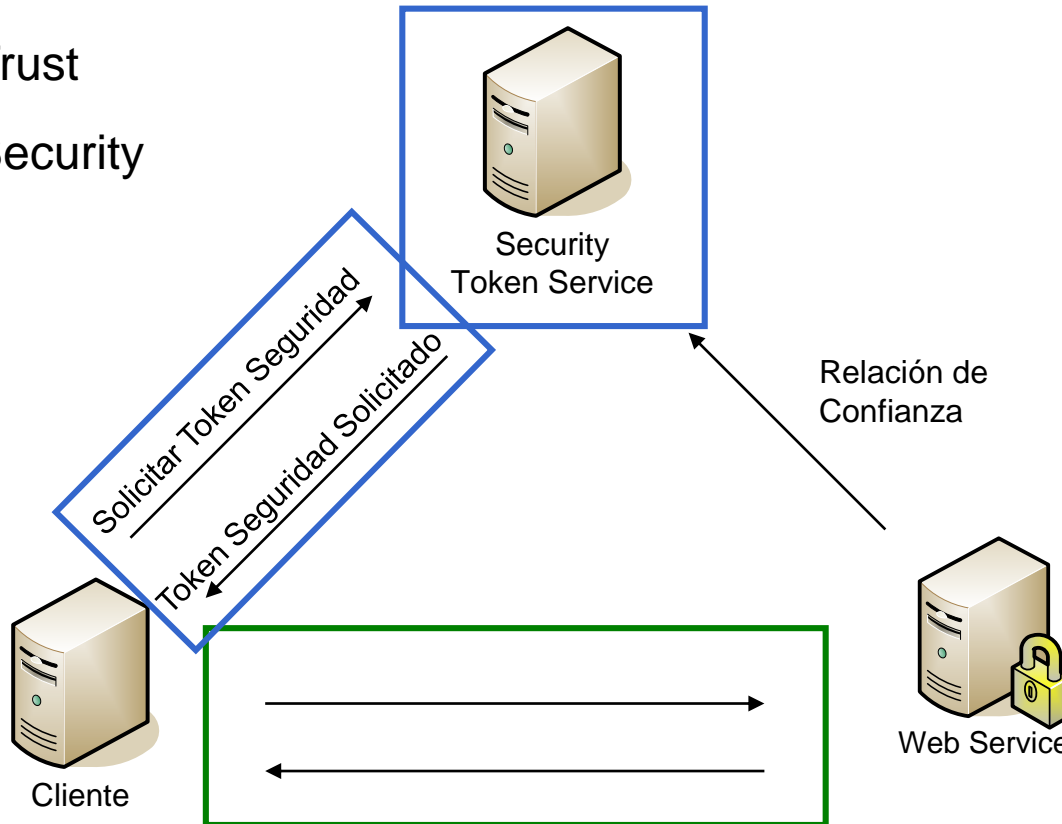 rust
ecurity
Security
Token Service
Solicitar Token Seguridad
Token Seguridad Solicitado
Relación de
Confianza
Web Service
Cliente